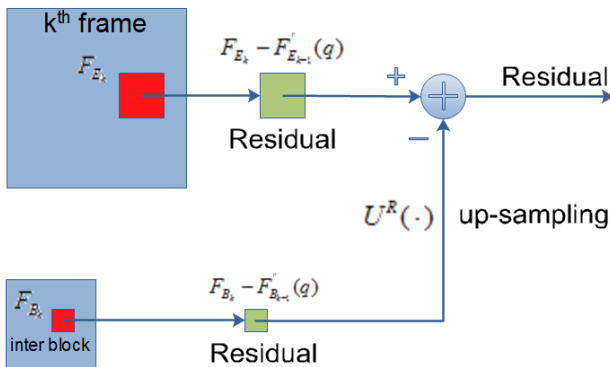 k^th frame
F_{E_k}
F_{E_k} − F''_{E_{k-1}}(q)
Residual
+
−
Residual
U^R(·)
up-sampling
F_{B_k}
inter block
F_{B_k} − F''_{B_{k-1}}(q)
Residual